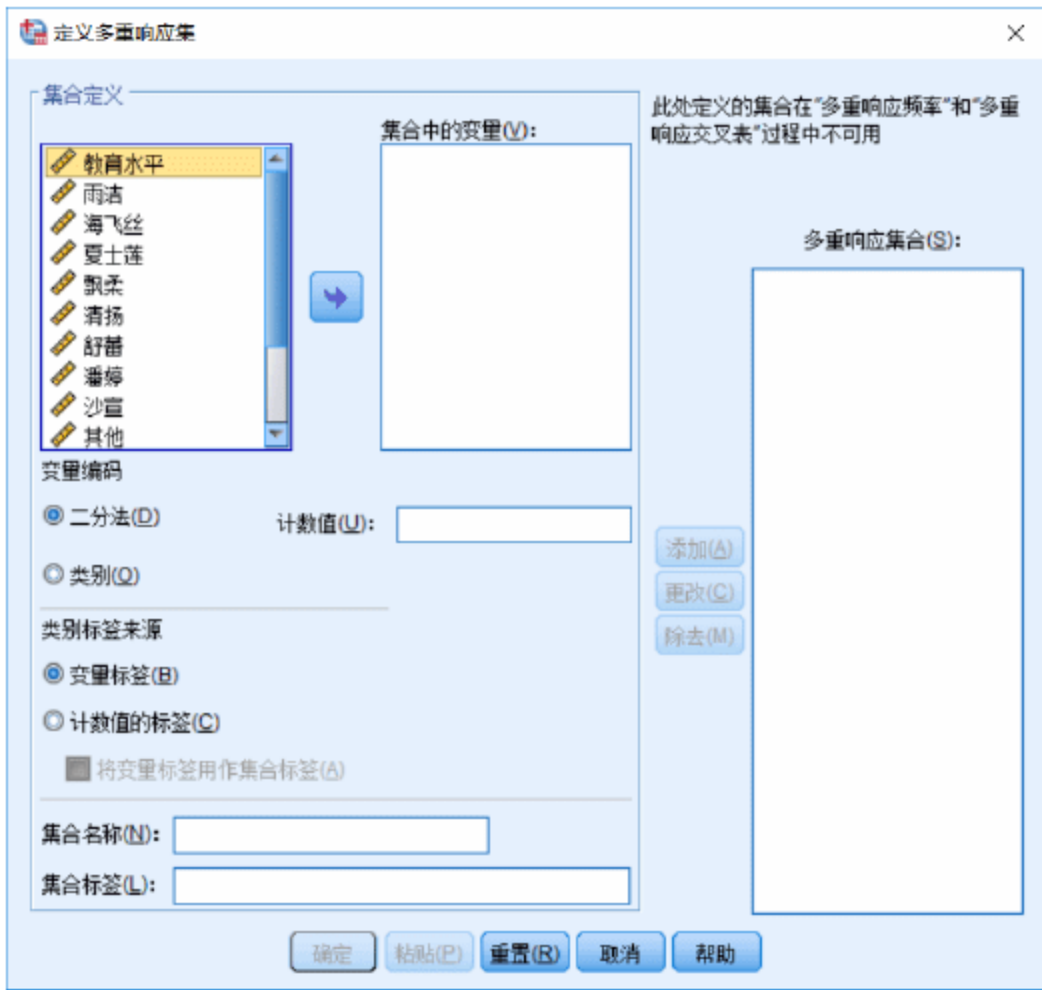 定义多重响应集
集合定义
集合中的变量(V):
教育水平
雨洁
海飞丝
夏士莲
飘柔
清扬
舒蕾
潘婷
沙宣
其他
变量编码
二分法(D)
计数值(U):
类别(O)
类别标签来源
变量标签(B)
计数值的标签(C)
将变量标签用作集合标签(A)
集合名称(N):
集合标签(L):
此处定义的集合在"多重响应频率"和"多重
响应交叉表"过程中不可用
多重响应集合(S):
添加(A)
更改(C)
除去(M)
确定
粘贴(P)
重置(R)
取消
帮助